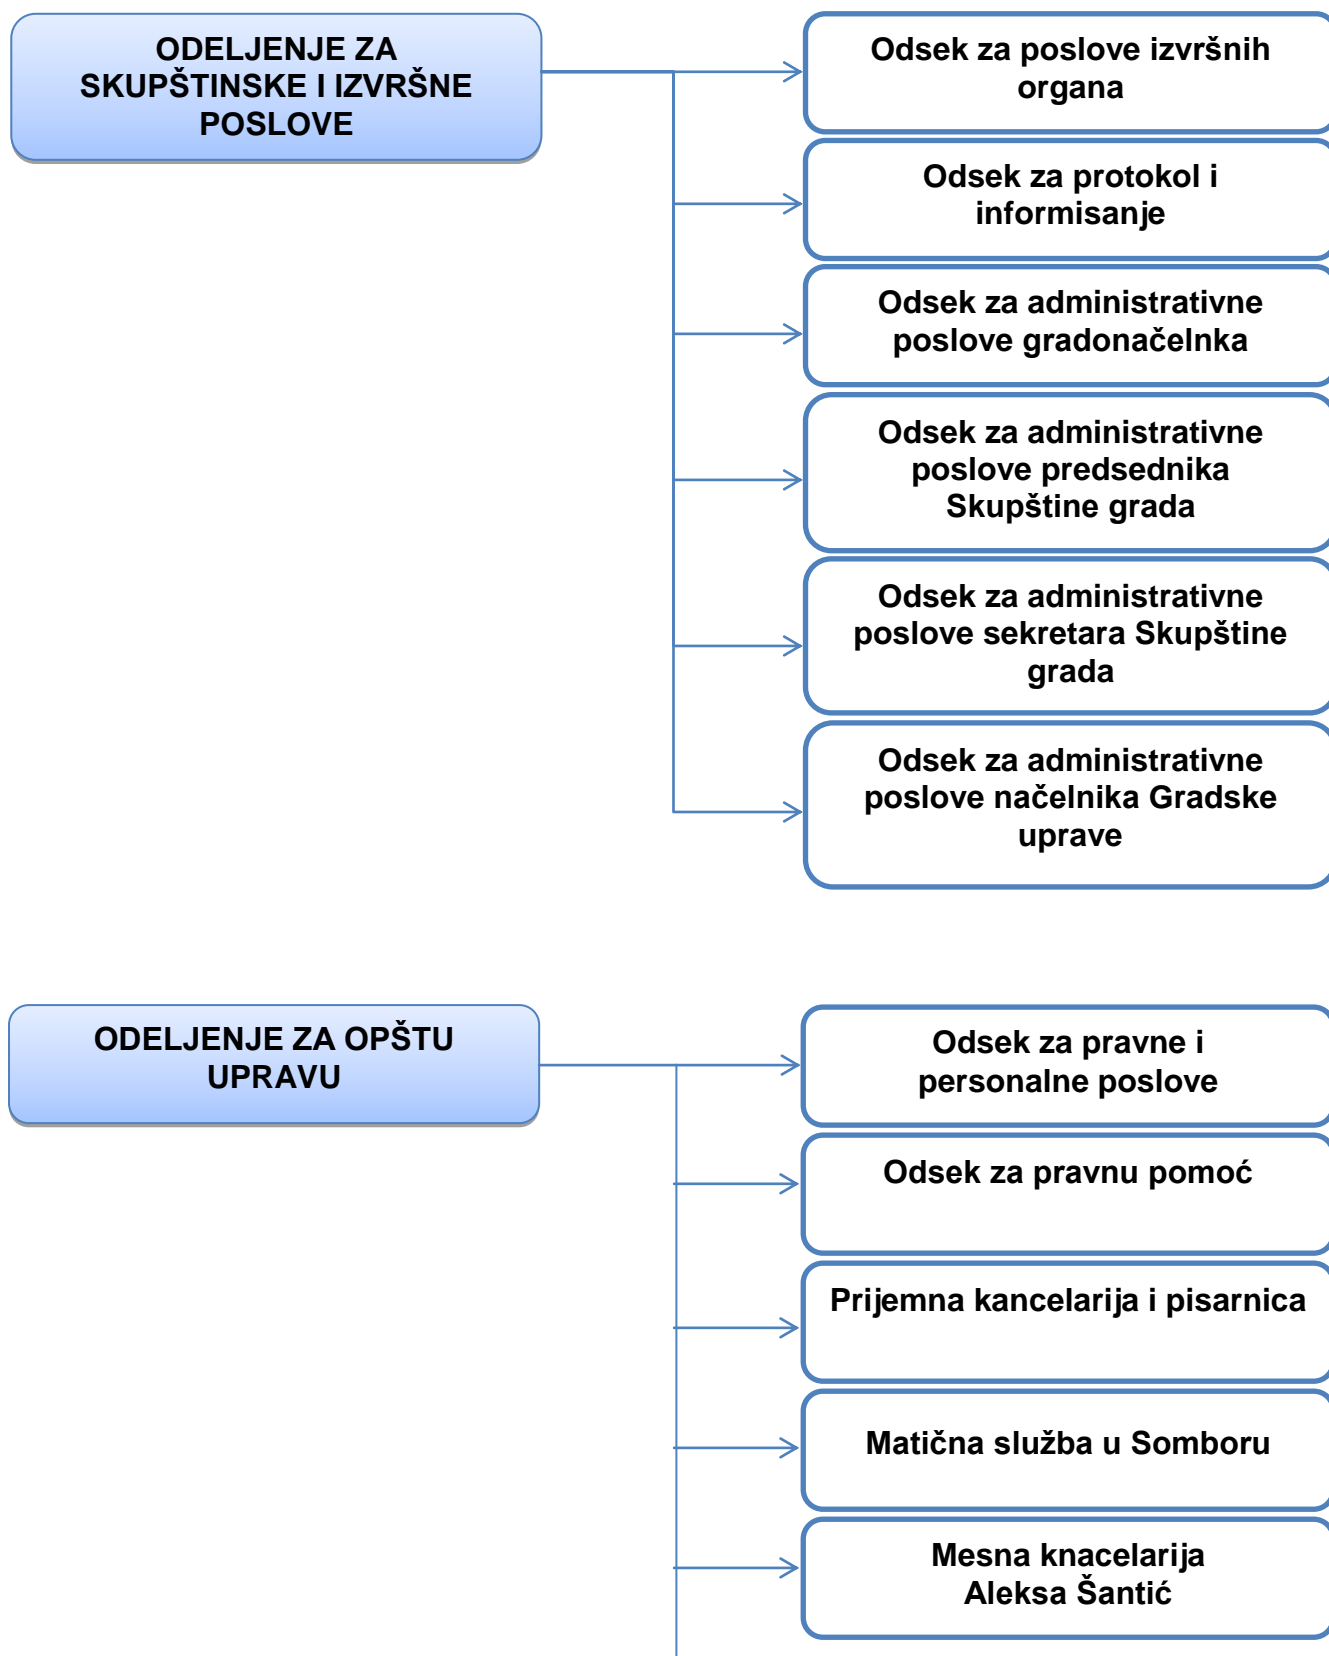 ODELJENJE ZA
SKUPŠTINSKE I IZVRŠNE
POSLOVE
Odsek za poslove izvršnih
organa
Odsek za protokol i
informisanje
Odsek za administrativne
poslove gradonačelnka
Odsek za administrativne
poslove predsednika
Skupštine grada
Odsek za administrativne
poslove sekretara Skupštine
grada
Odsek za administrativne
poslove načelnika Gradske
uprave
ODELJENJE ZA OPŠTU
UPRAVU
Odsek za pravne i
personalne poslove
Odsek za pravnu pomoć
Prijemna kancelarija i pisarnica
Matična služba u Somboru
Mesna knacelarija
Aleksa Šantić